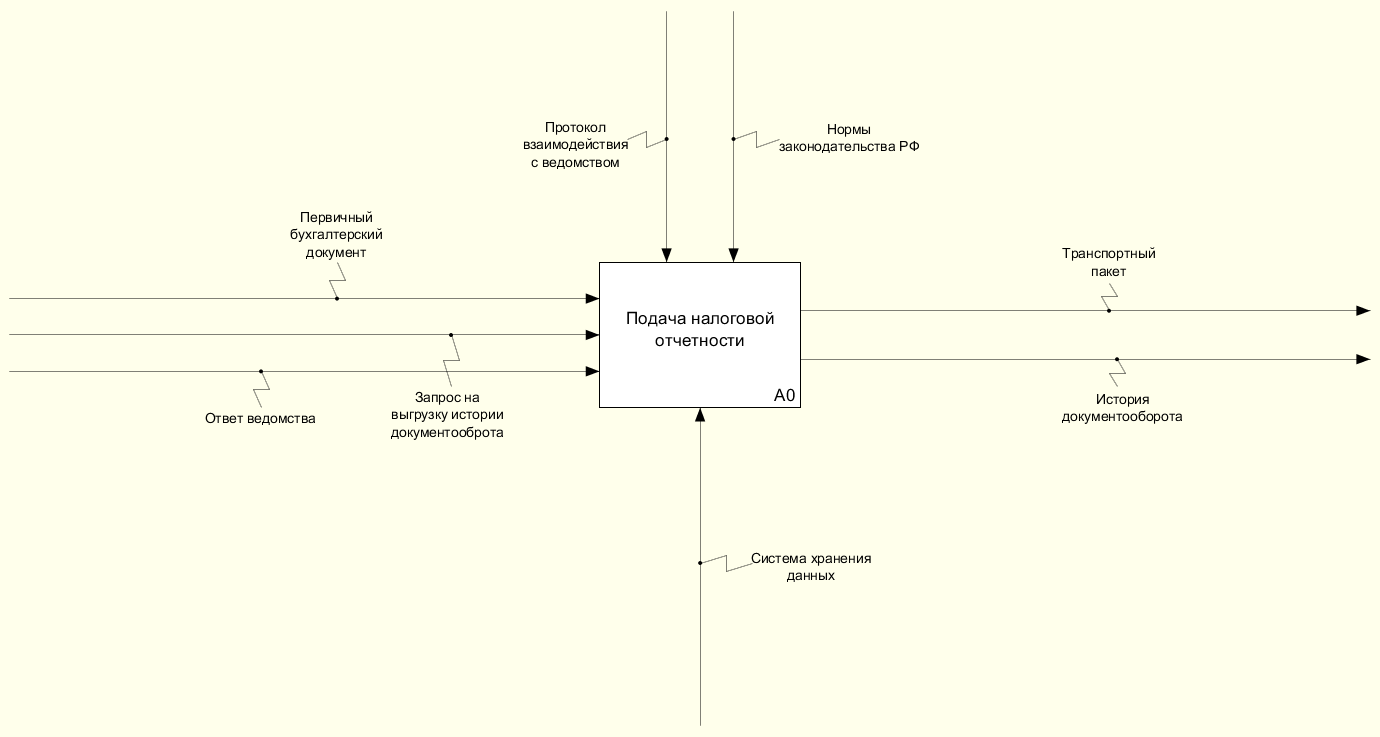 Протокол
взаимодействия
с ведомством
Нормы
законодательства РФ
Первичный
бухгалтерский
документ
Транспортный
пакет
Подача налоговой
отчетности
A0
Ответ ведомства
Запрос на
выгрузку истории
документооброта
История
документооборота
Система хранения
данных